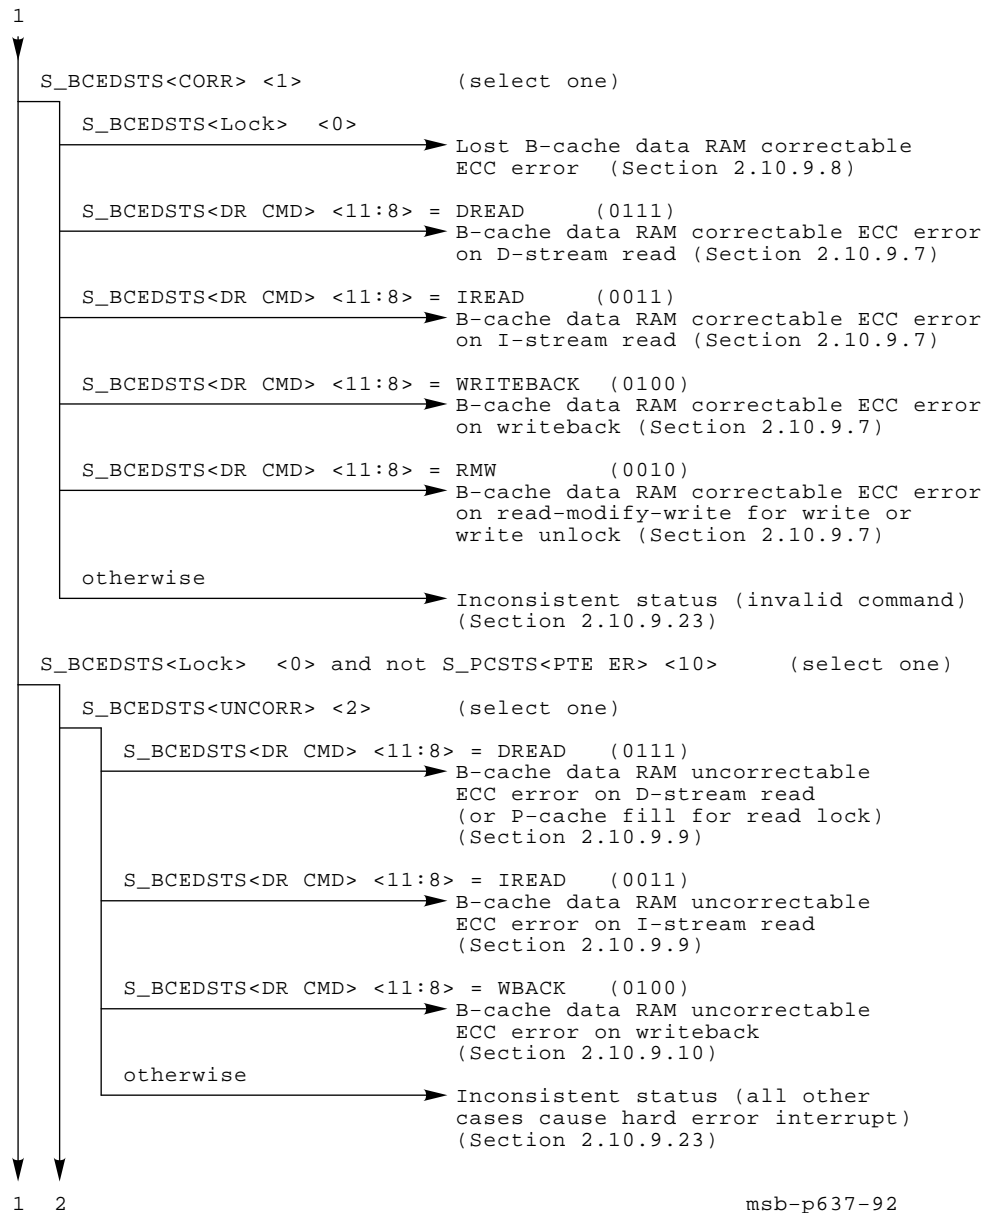 1
S_BCEDSTS<CORR> <1> (select one)
S_BCEDSTS<Lock> <0>
Lost B-cache data RAM correctable
ECC error (Section 2.10.9.8)
S_BCEDSTS<DR CMD> <11:8> = DREAD (0111)
B-cache data RAM correctable ECC error
on D-stream read (Section 2.10.9.7)
S_BCEDSTS<DR CMD> <11:8> = IREAD (0011)
B-cache data RAM correctable ECC error
on I-stream read (Section 2.10.9.7)
S_BCEDSTS<DR CMD> <11:8> = WRITEBACK (0100)
B-cache data RAM correctable ECC error
on writeback (Section 2.10.9.7)
S_BCEDSTS<DR CMD> <11:8> = RMW (0010)
B-cache data RAM correctable ECC error
on read-modify-write for write or
write unlock (Section 2.10.9.7)
otherwise
Inconsistent status (invalid command)
(Section 2.10.9.23)
S_BCEDSTS<Lock> <0> and not S_PCSTS<PTE ER> <10> (select one)
S_BCEDSTS<UNCORR> <2> (select one)
S_BCEDSTS<DR CMD> <11:8> = DREAD (0111)
B-cache data RAM uncorrectable
ECC error on D-stream read
(or P-cache fill for read lock)
(Section 2.10.9.9)
S_BCEDSTS<DR CMD> <11:8> = IREAD (0011)
B-cache data RAM uncorrectable
ECC error on I-stream read
(Section 2.10.9.9)
S_BCEDSTS<DR CMD> <11:8> = WBACK (0100)
B-cache data RAM uncorrectable
ECC error on writeback
(Section 2.10.9.10)
otherwise
Inconsistent status (all other
cases cause hard error interrupt)
(Section 2.10.9.23)
1 2 msb-p637-92